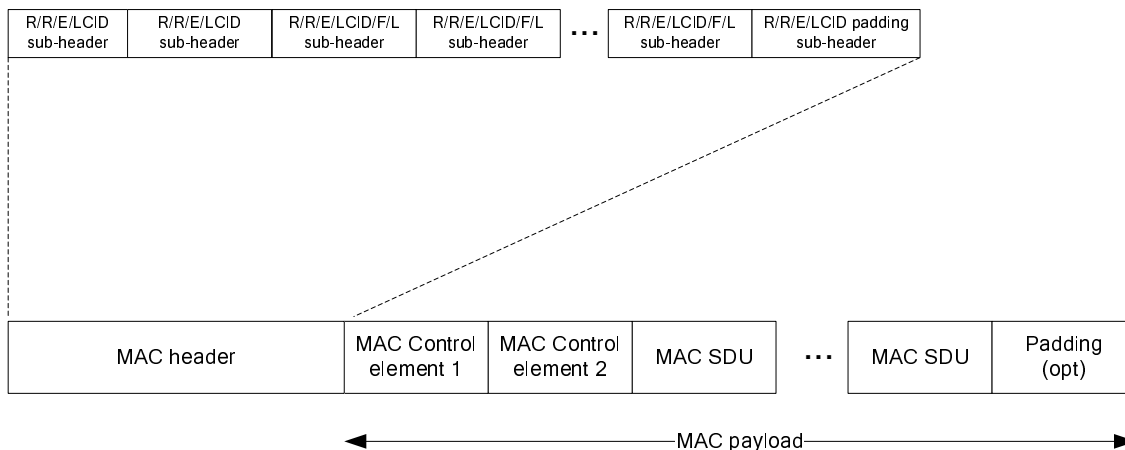 R/R/E/LCID sub-header
R/R/E/LCID sub-header
R/R/E/LCID/F/L sub-header
R/R/E/LCID/F/L sub-header
...
R/R/E/LCID/F/L sub-header
R/R/E/LCID padding sub-header
MAC header
MAC Control element 1
MAC Control element 2
MAC SDU
...
MAC SDU
Padding (opt)
MAC payload